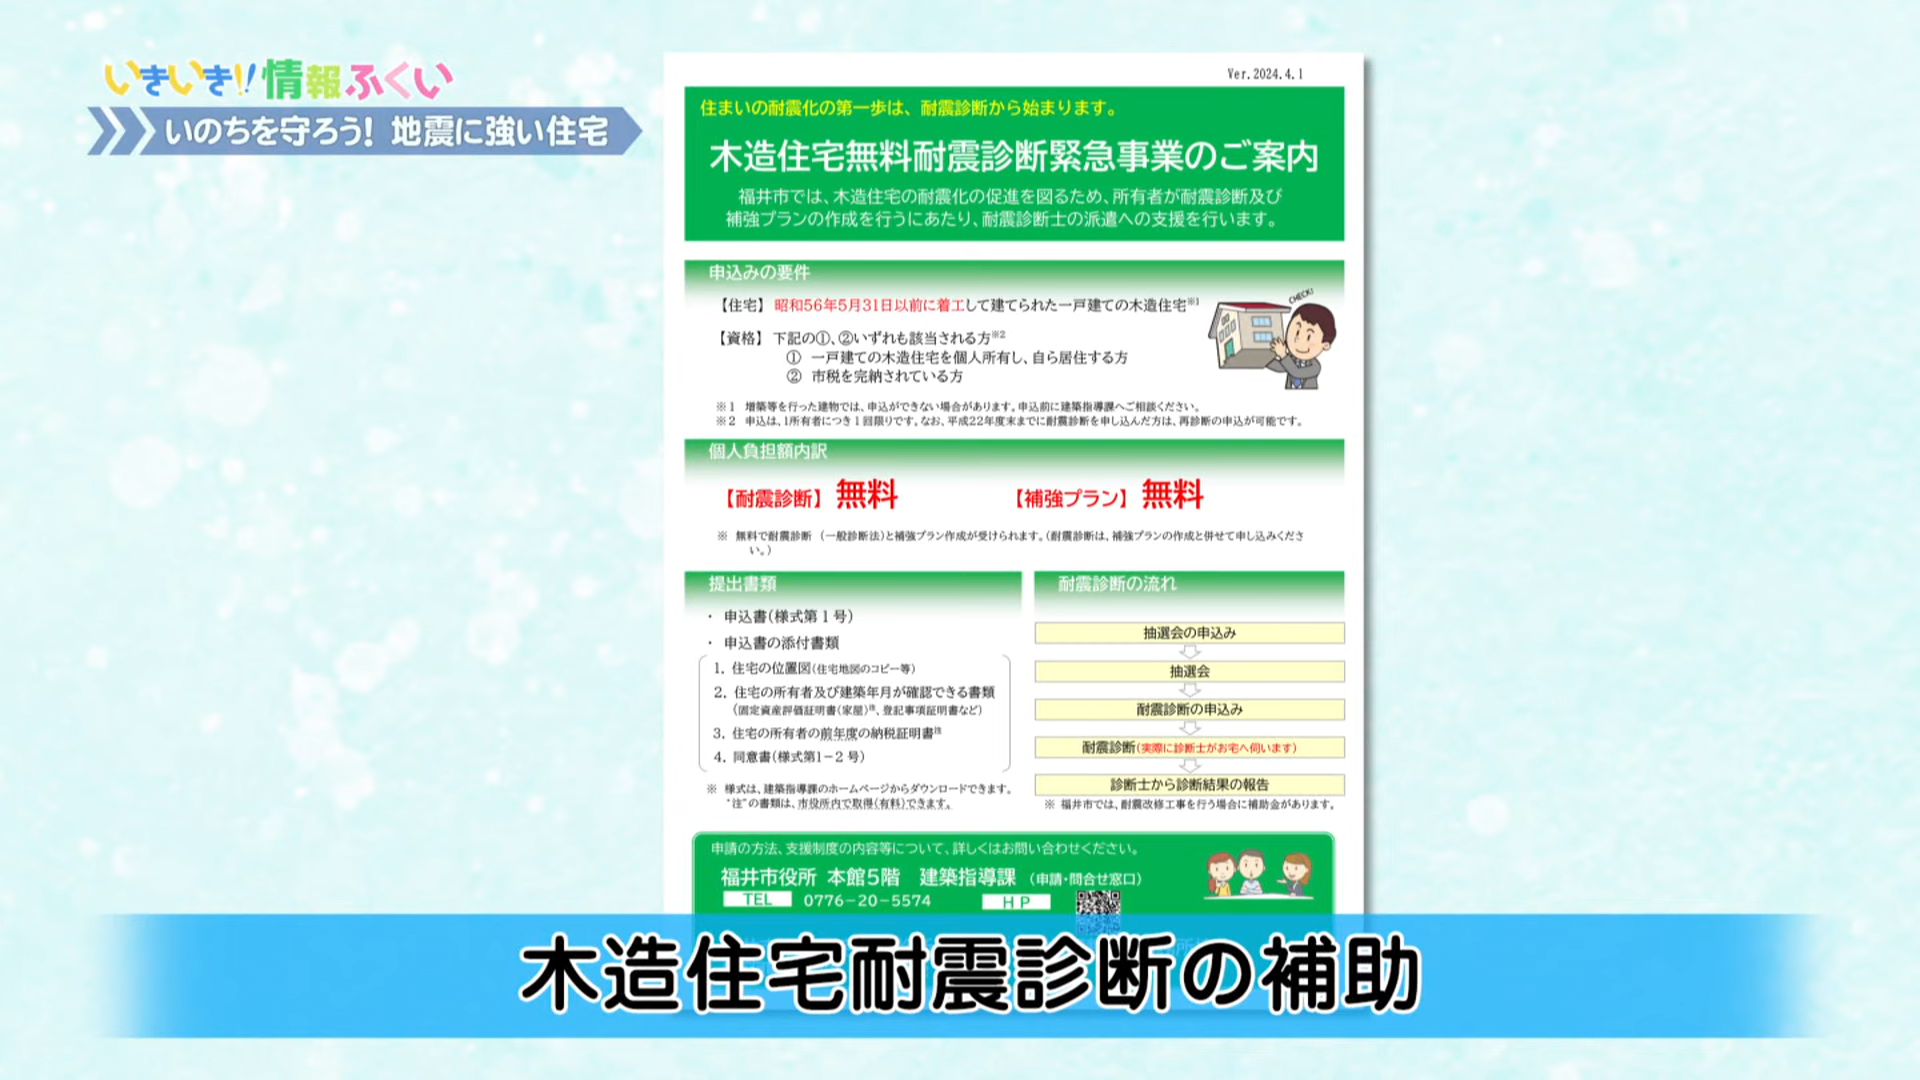 いきいき!!情報ふくい
いのちを守ろう! 地震に強い住宅
Ver.2024.4.1
住まいの耐震化の第一歩は、耐震診断から始まります。
木造住宅無料耐震診断緊急事業のご案内
福井市では、木造住宅の耐震化の促進を図るため、所有者が耐震診断及び
補強プランの作成を行うにあたり、耐震診断士の派遣への支援を行います。
申込みの要件
【住宅】 昭和56年5月31日以前に着工して建てられた一戸建ての木造住宅※1
CHECK!
【資格】 下記の①、②いずれも該当される方※2
① 一戸建ての木造住宅を個人所有し、自ら居住する方
② 市税を完納されている方
※1 増築等を行った建物では、申込ができない場合があります。申込前に建築指導課へご相談ください。
※2 申込は、1所有者につき1回限りです。なお、平成22年度末までに耐震診断を申し込んだ方は、再診断の申込が可能です。
個人負担額内訳
【耐震診断】 無料 【補強プラン】 無料
※ 無料で耐震診断（一般診断法）と補強プラン作成が受けられます。（耐震診断は、補強プランの作成と併せて申し込みくださ
い。）
提出書類
・ 申込書（様式第1号）
・ 申込書の添付書類
1. 住宅の位置図（住宅地図のコピー等）
2. 住宅の所有者及び建築年月が確認できる書類
（固定資産評価証明書（家屋）注、登記事項証明書など）
3. 住宅の所有者の前年度の納税証明書注
4. 同意書（様式第1−2号）
※ 様式は、建築指導課のホームページからダウンロードできます。
“注”の書類は、市役所内で取得（有料）できます。
耐震診断の流れ
抽選会の申込み
抽選会
耐震診断の申込み
耐震診断（実際に診断士がお宅へ伺います）
診断士から診断結果の報告
※ 福井市では、耐震改修工事を行う場合に補助金があります。
申請の方法、支援制度の内容等について、詳しくはお問い合わせください。
福井市役所 本館5階 建築指導課 （申請・問合せ窓口）
TEL 0776−20−5574 HP
木造住宅耐震診断の補助